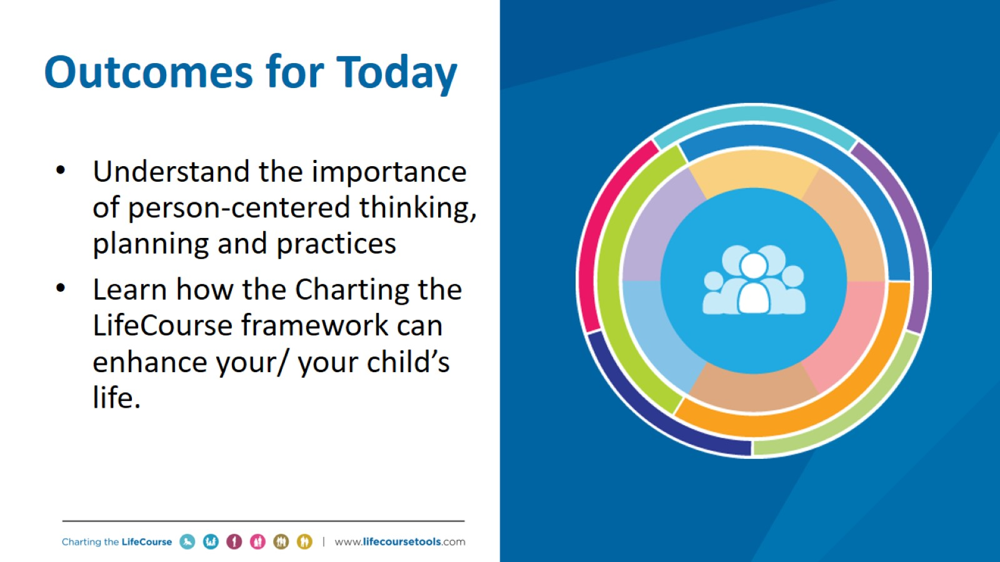 Outcomes for Today
• Understand the importance
of person-centered thinking,
planning and practices
• Learn how the Charting the
LifeCourse framework can
enhance your/ your child’s
life.
Charting the LifeCourse | www.lifecoursetools.com